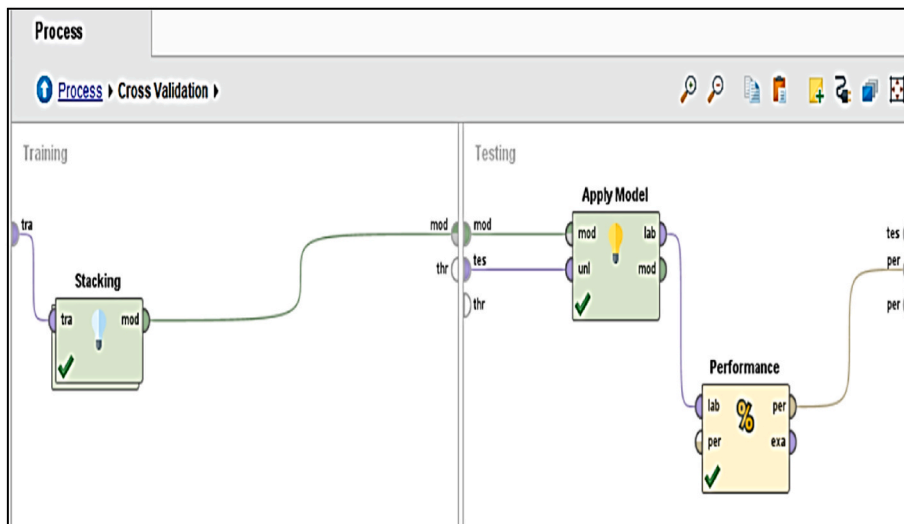 Process
Process Cross Validation
Training
tra
Stacking
tra mod
mod
thr
Testing
mod
tes
thr
Apply Model
mod lab
unl mod
Performance
% 
lab per
per exa
tes
per
per